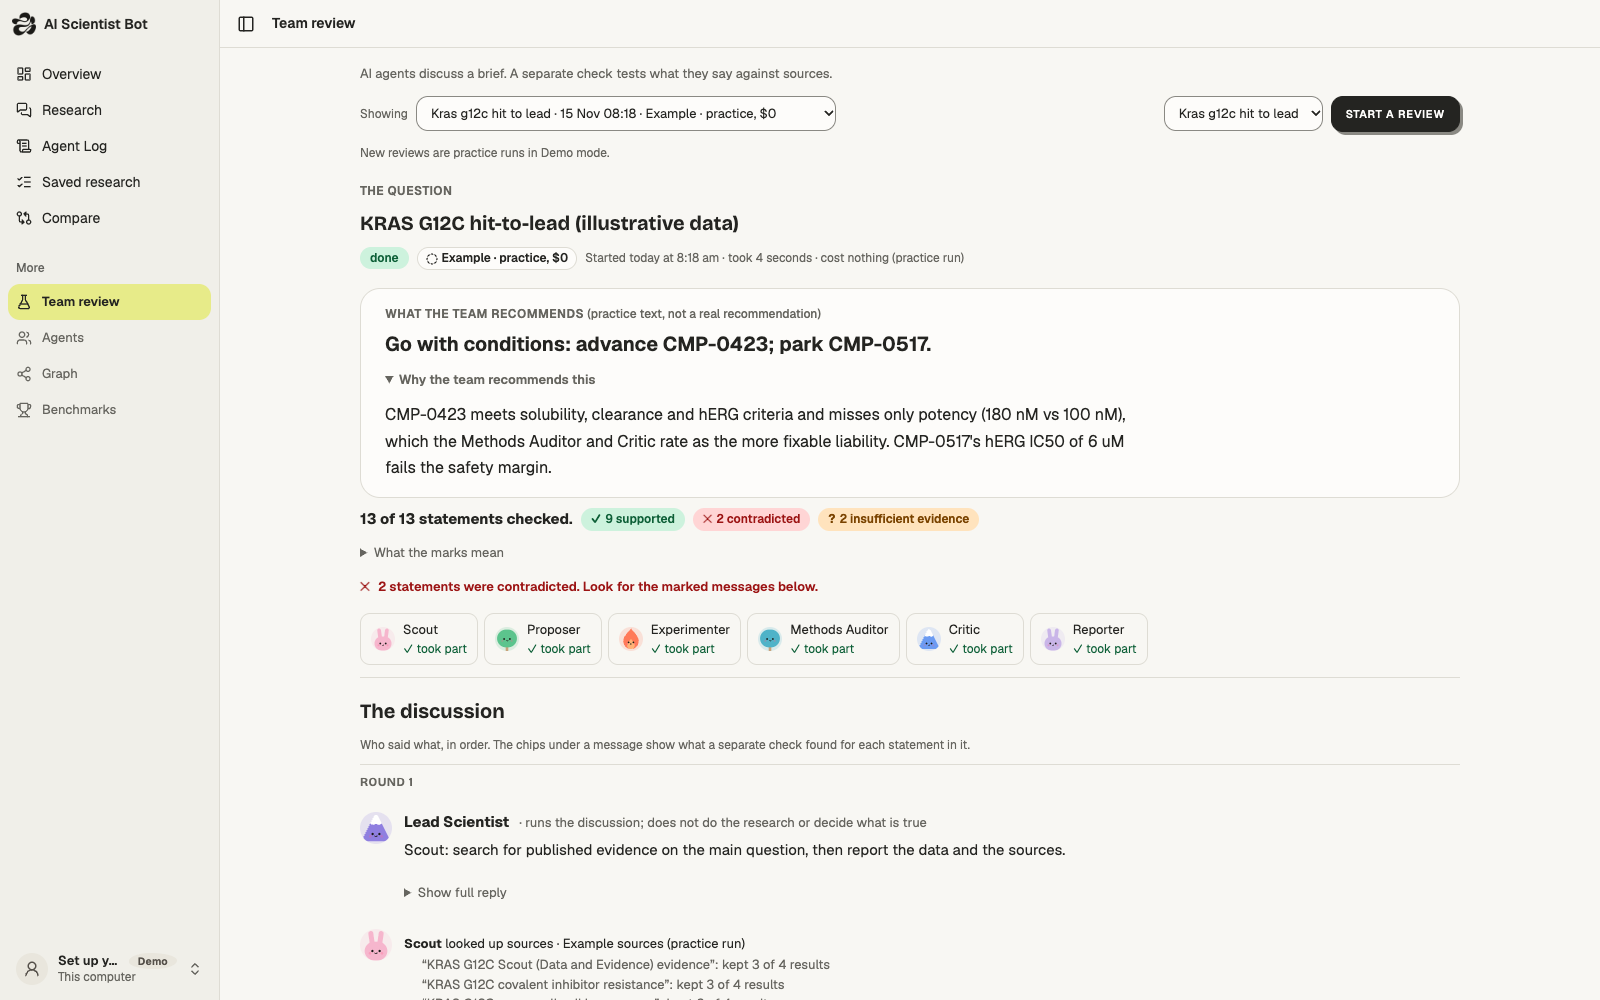 AI Scientist Bot
Overview
Research
Agent Log
Saved research
Compare
More
Team review
Agents
Graph
Benchmarks
Set up y... Demo
This computer
Team review
AI agents discuss a brief. A separate check tests what they say against sources.
Showing Kras g12c hit to lead · 15 Nov 08:18 · Example · practice, $0
Kras g12c hit to lead START A REVIEW
New reviews are practice runs in Demo mode.
THE QUESTION
KRAS G12C hit-to-lead (illustrative data)
done Example · practice, $0 Started today at 8:18 am · took 4 seconds · cost nothing (practice run)
WHAT THE TEAM RECOMMENDS (practice text, not a real recommendation)
Go with conditions: advance CMP-0423; park CMP-0517.
▼ Why the team recommends this
CMP-0423 meets solubility, clearance and hERG criteria and misses only potency (180 nM vs 100 nM),
which the Methods Auditor and Critic rate as the more fixable liability. CMP-0517's hERG IC50 of 6 uM
fails the safety margin.
13 of 13 statements checked. ✓ 9 supported ✕ 2 contradicted ? 2 insufficient evidence
▶ What the marks mean
✕ 2 statements were contradicted. Look for the marked messages below.
Scout
✓ took part
Proposer
✓ took part
Experimenter
✓ took part
Methods Auditor
✓ took part
Critic
✓ took part
Reporter
✓ took part
The discussion
Who said what, in order. The chips under a message show what a separate check found for each statement in it.
ROUND 1
Lead Scientist · runs the discussion; does not do the research or decide what is true
Scout: search for published evidence on the main question, then report the data and the sources.
▶ Show full reply
Scout looked up sources · Example sources (practice run)
“KRAS G12C Scout (Data and Evidence) evidence”: kept 3 of 4 results
“KRAS G12C covalent inhibitor resistance”: kept 3 of 4 results